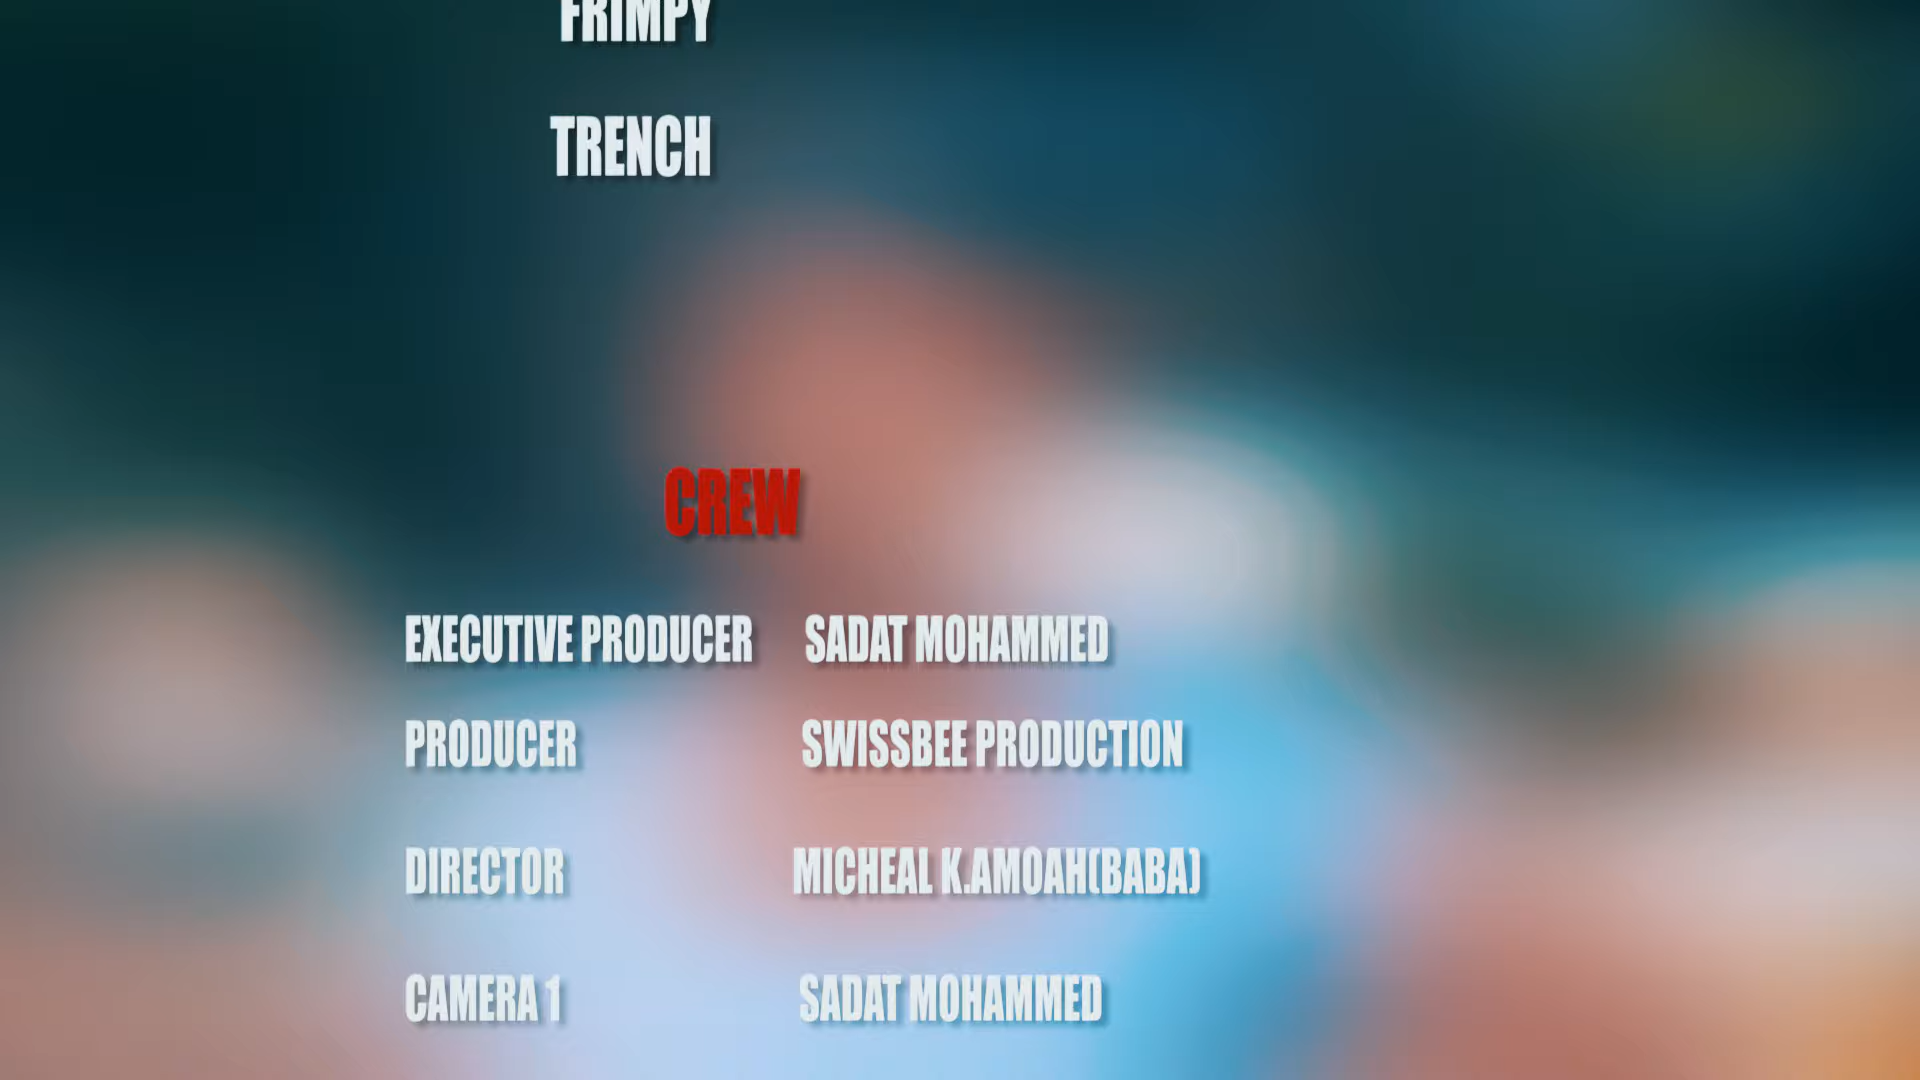 FRIMPY
TRENCH
CREW
EXECUTIVE PRODUCER SADAT MOHAMMED
PRODUCER SWISSBEE PRODUCTION
DIRECTOR MICHEAL K.AMOAH(BABA)
CAMERA 1 SADAT MOHAMMED